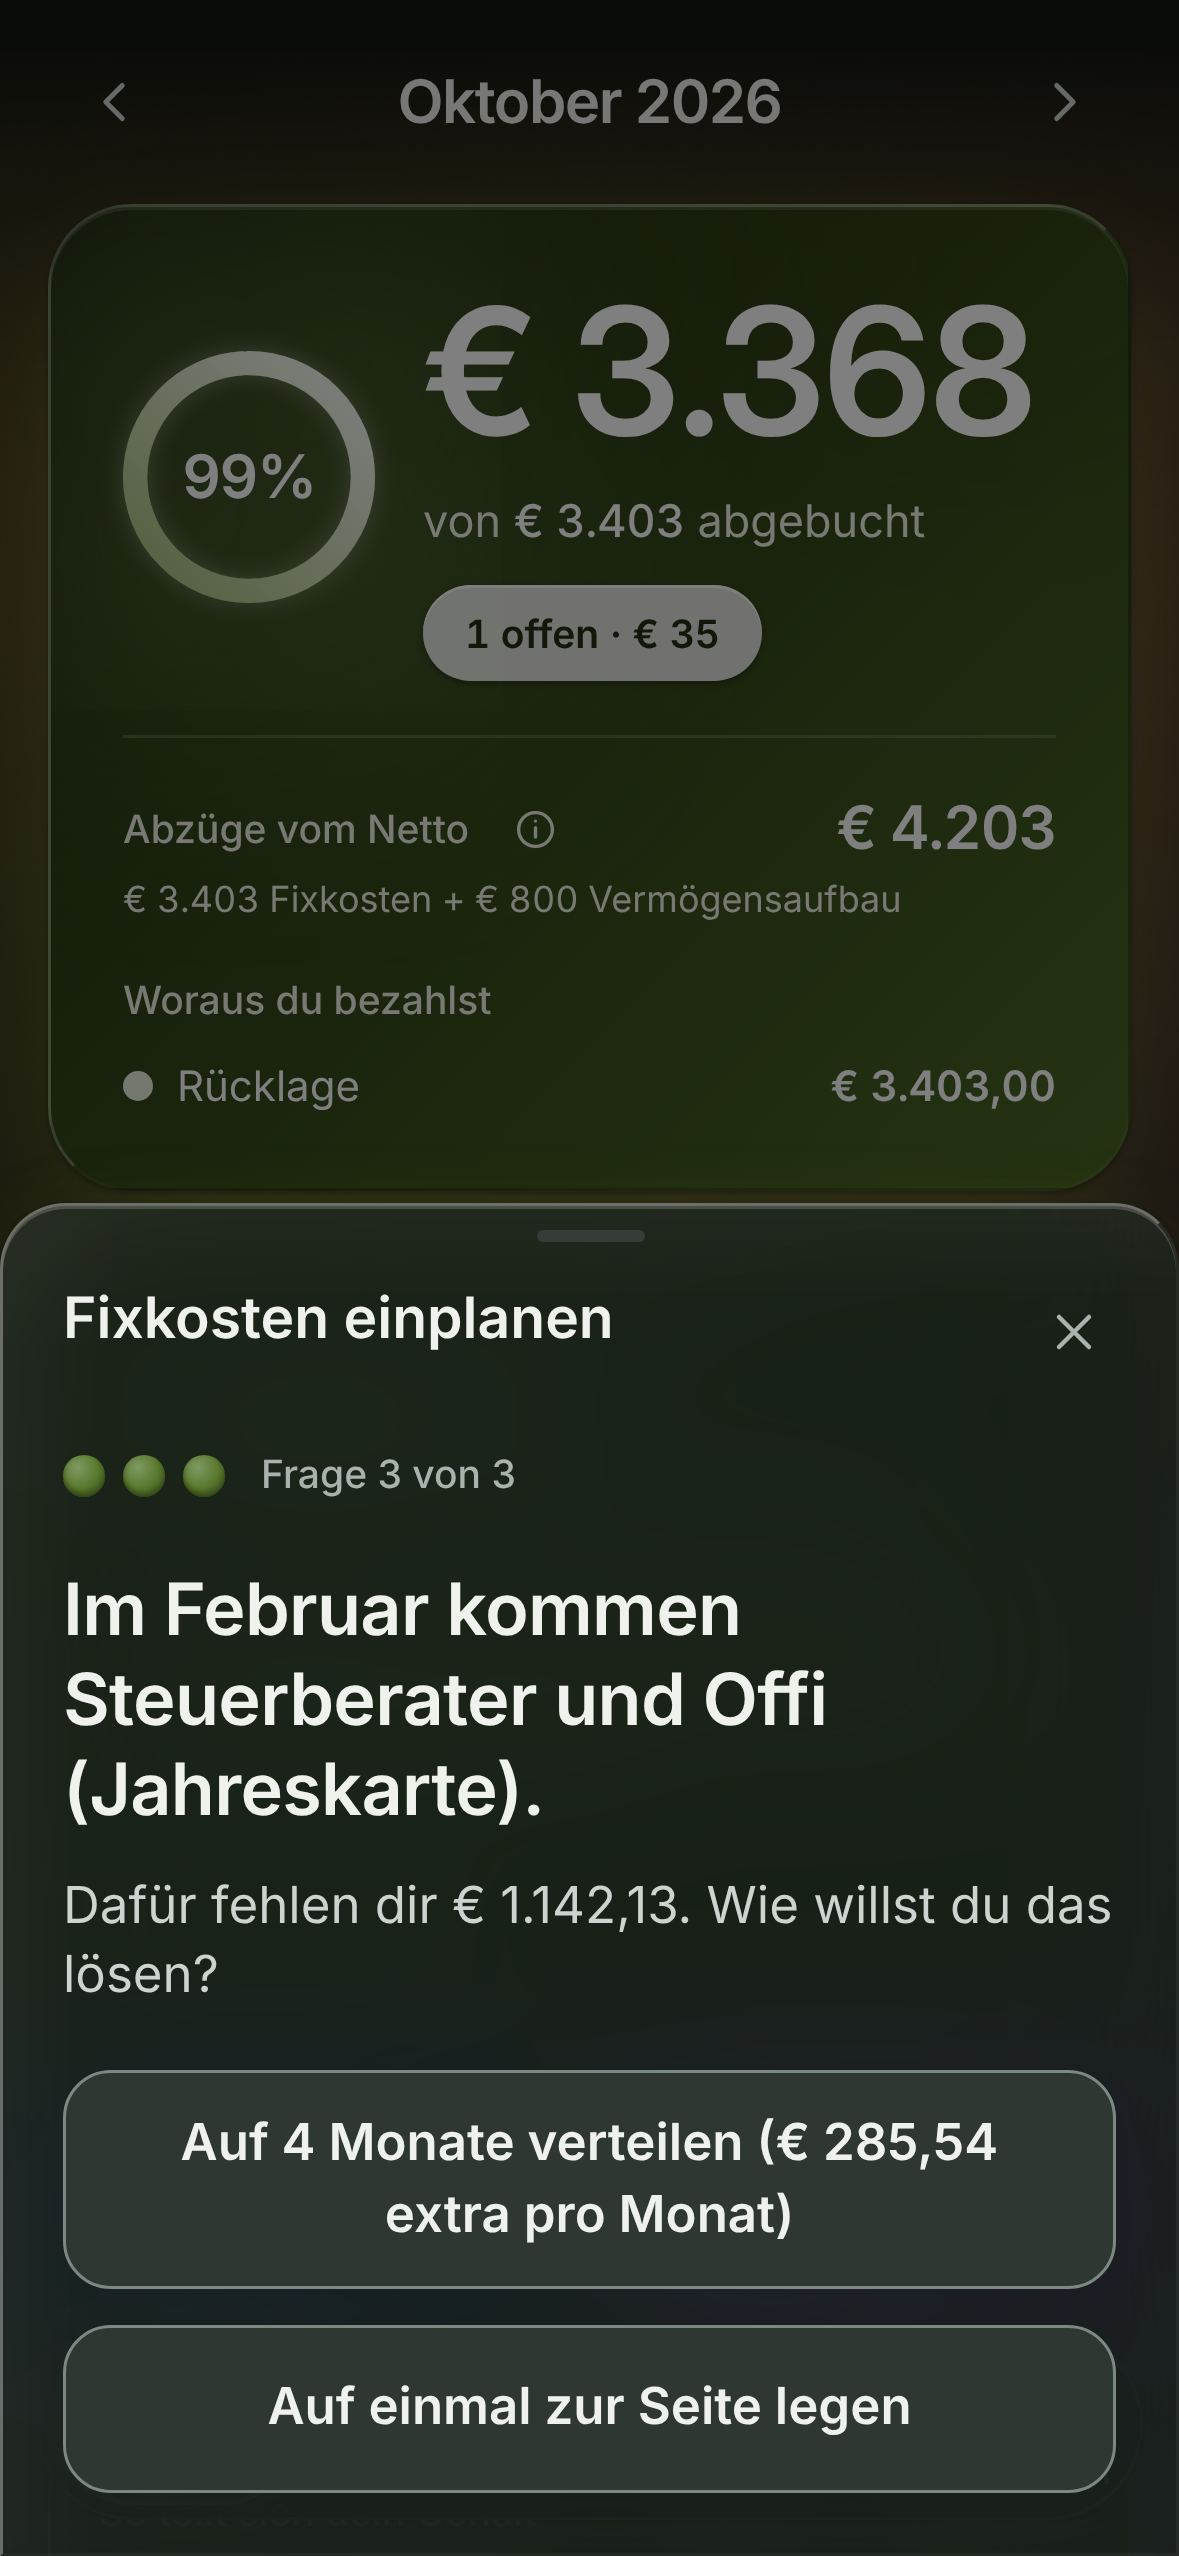 Oktober 2026
€ 3.368
99%
von € 3.403 abgebucht
1 offen · € 35
Abzüge vom Netto
€ 4.203
€ 3.403 Fixkosten + € 800 Vermögensaufbau
Woraus du bezahlst
Rücklage
€ 3.403,00
Fixkosten einplanen
Frage 3 von 3
Im Februar kommen
Steuerberater und Offi
(Jahreskarte).
Dafür fehlen dir € 1.142,13. Wie willst du das
lösen?
Auf 4 Monate verteilen (€ 285,54
extra pro Monat)
Auf einmal zur Seite legen